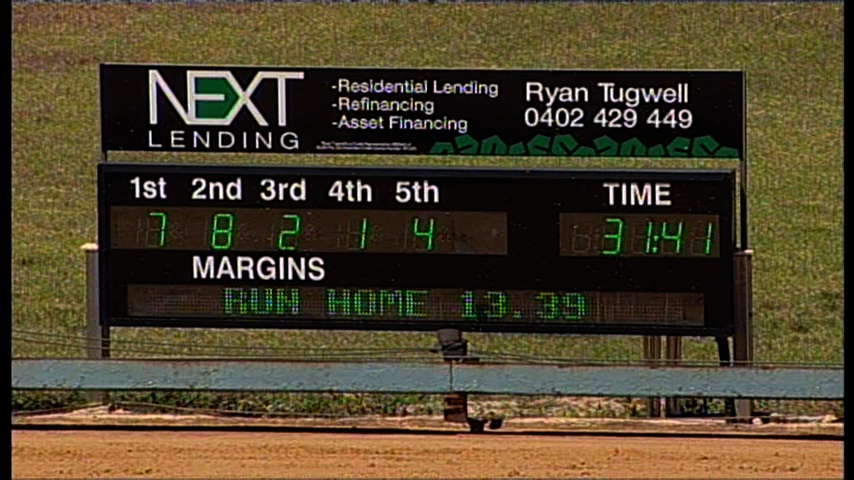 NEXT
LENDING
-Residential Lending
-Refinancing
-Asset Financing
Ryan Tugwell
0402 429 449
1st 2nd 3rd 4th 5th TIME
7 8 2 1 4 31:41
MARGINS
RUN HOME 19.39